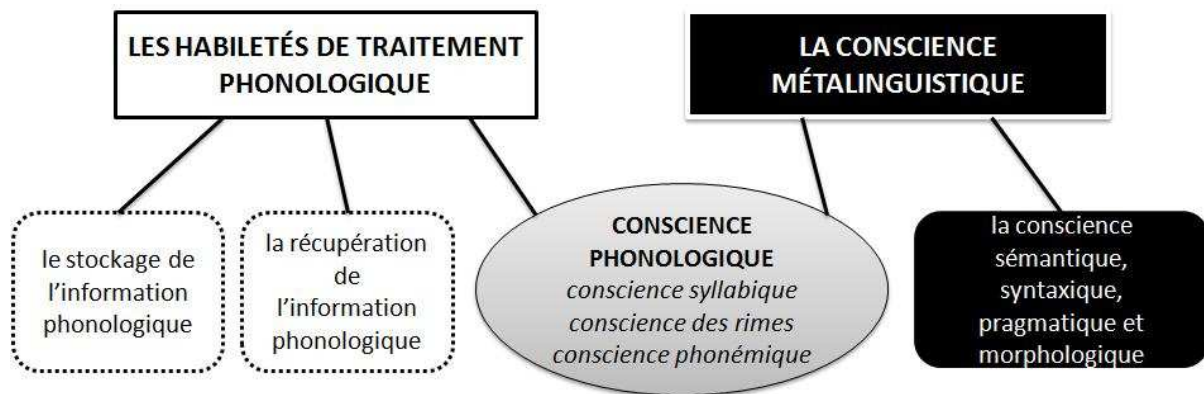 LES HABILETÉS DE TRAITEMENT
PHONOLOGIQUE
LA CONSCIENCE
MÉTALINGUISTIQUE
le stockage de
l'information
phonologique
la récupération
de
l'information
phonologique
CONSCIENCE
PHONOLOGIQUE
conscience syllabique
conscience des rimes
conscience phonémique
la conscience
sémantique,
syntaxique,
pragmatique et
morphologique